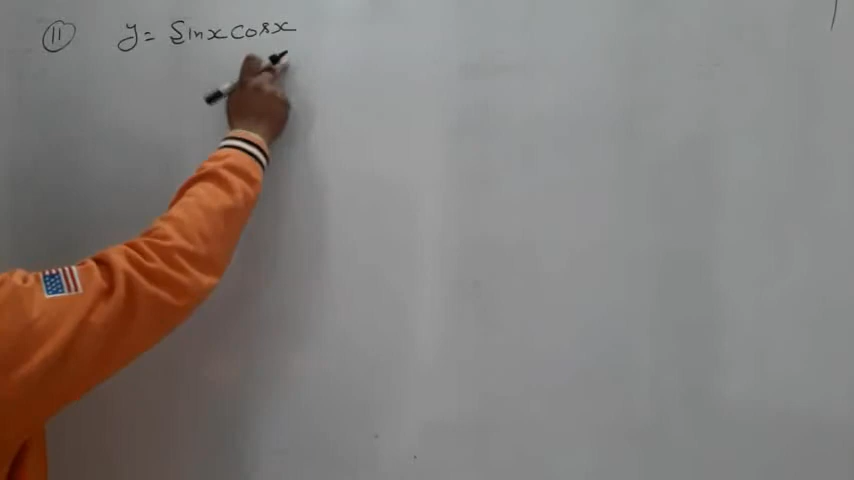 11 y = Sinx cosx